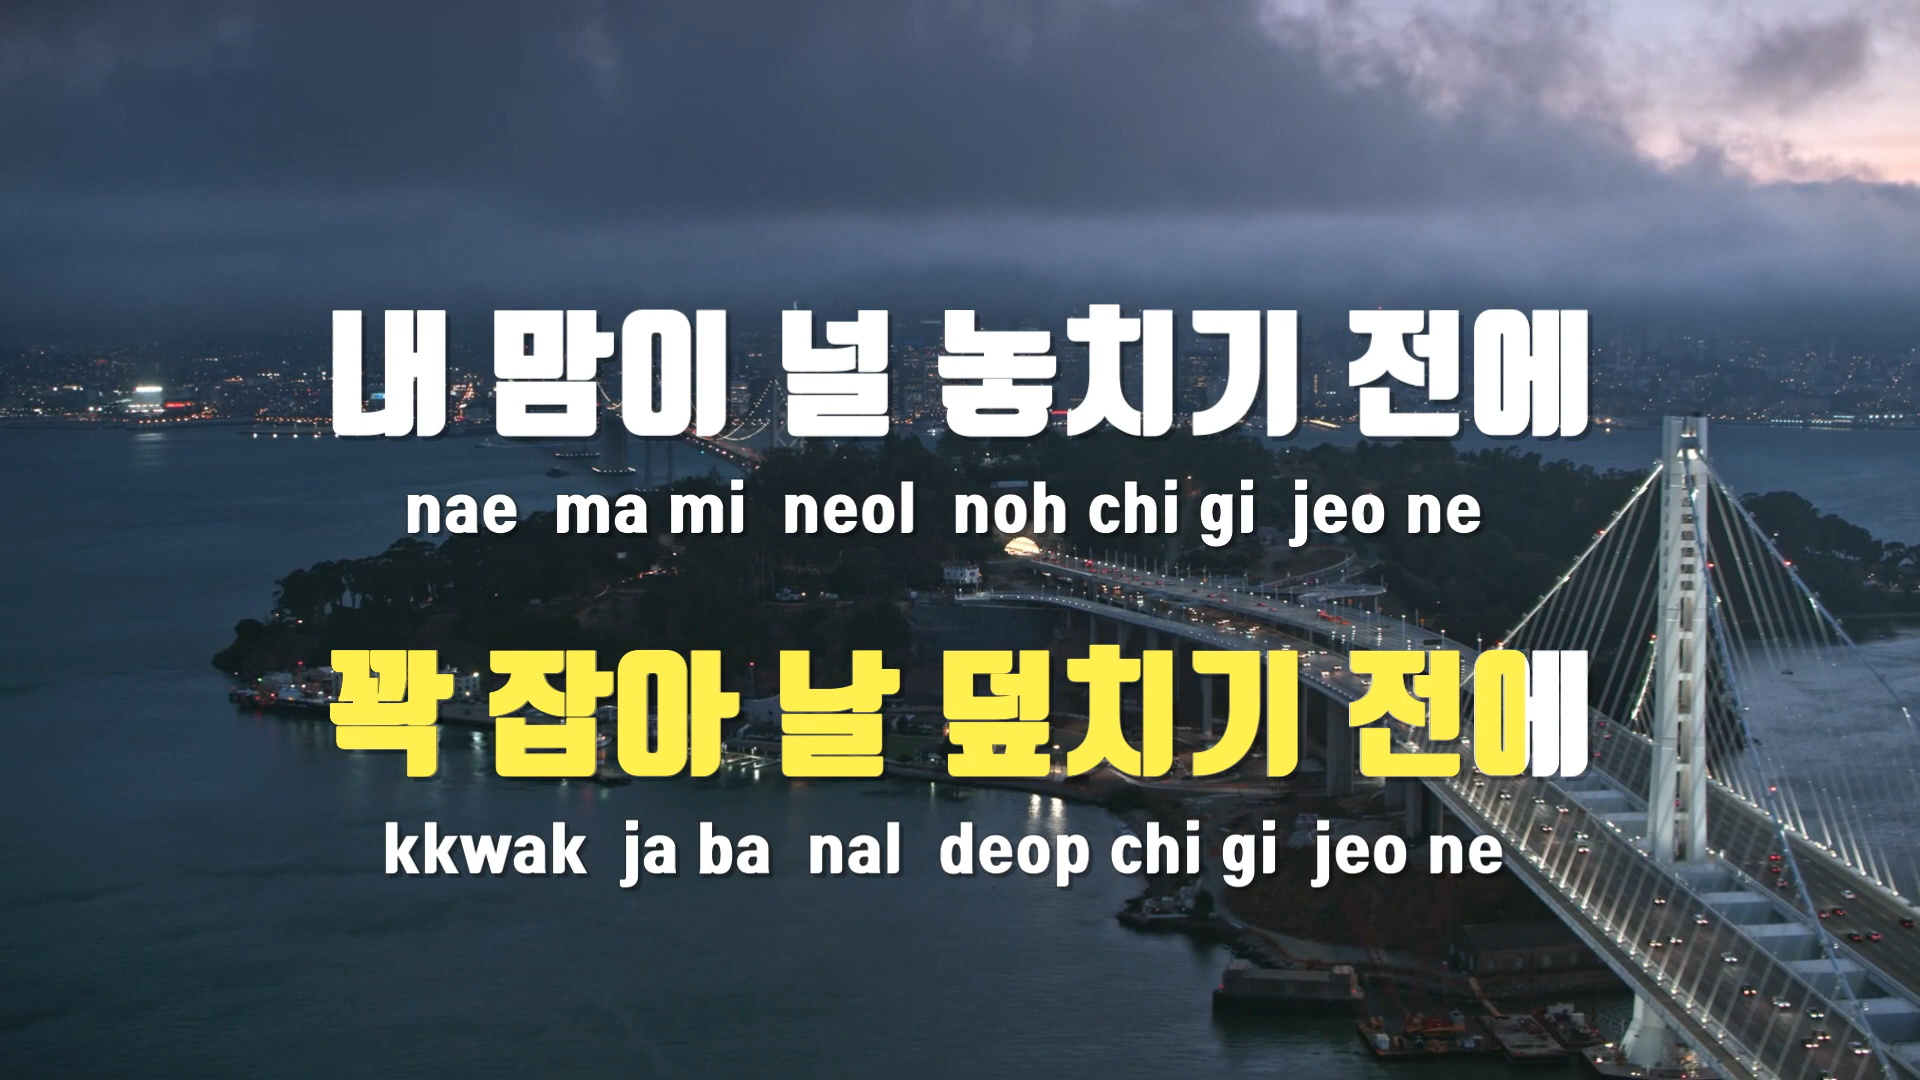 내 맘이 널 놓치기 전에
nae ma mi neol noh chi gi jeo ne
꽉 잡아 날 덮치기 전에
kkwak ja ba nal deop chi gi jeo ne